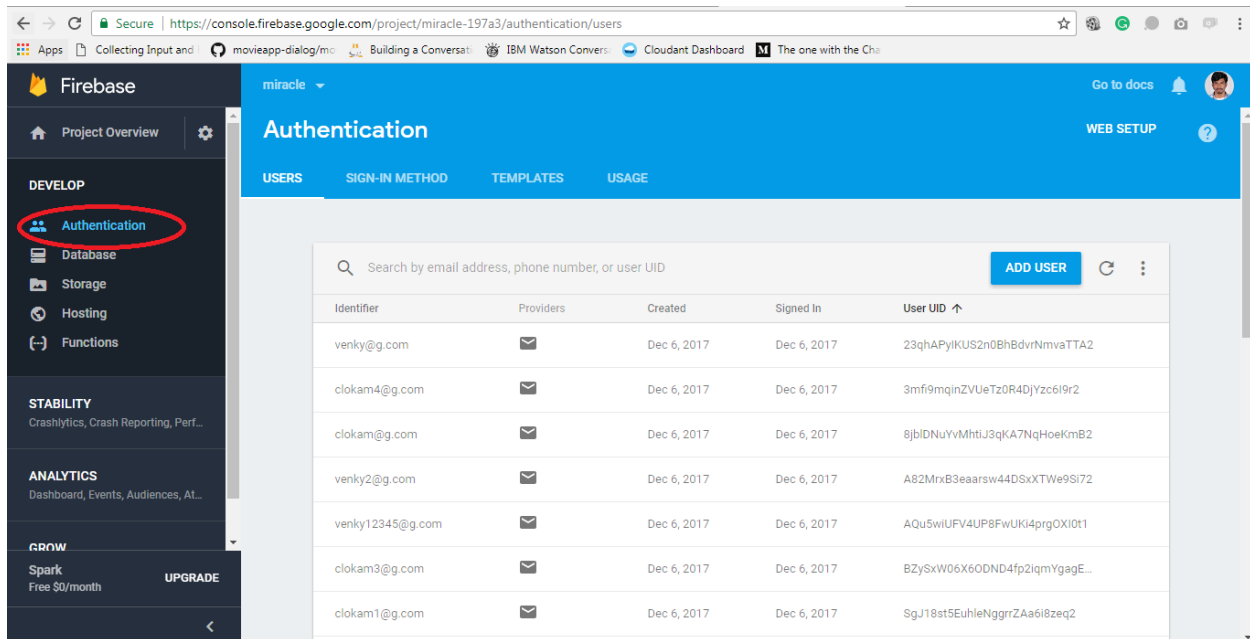 Secure | https://console.firebase.google.com/project/miracle-197a3/authentication/users
Apps Collecting Input and movieapp-dialog/mo Building a Conversati IBM Watson Convers Cloudant Dashboard M The one with the Cha
Firebase
miracle
Go to docs
Project Overview
Authentication
WEB SETUP
USERS SIGN-IN METHOD TEMPLATES USAGE
DEVELOP
Authentication
Database
Storage
Hosting
Functions
STABILITY
Crashlytics, Crash Reporting, Perf...
ANALYTICS
Dashboard, Events, Audiences, At...
GROW
Spark
Free $0/month
UPGRADE
Search by email address, phone number, or user UID
ADD USER
Identifier Providers Created Signed In User UID
venky@g.com Dec 6, 2017 Dec 6, 2017 23qhAPyIKUS2n0BhBdvrNmvaTTA2
clokam4@g.com Dec 6, 2017 Dec 6, 2017 3mfi9mqinZVUeTz0R4DjYzc6I9r2
clokam@g.com Dec 6, 2017 Dec 6, 2017 8jblDNuYvMhtiJ3qKA7NqHoeKmB2
venky2@g.com Dec 6, 2017 Dec 6, 2017 A82MrxB3eaarsw44DSxXTWe9Si72
venky12345@g.com Dec 6, 2017 Dec 6, 2017 AQu5wiUFV4UP8FwUKi4prgOXI0t1
clokam3@g.com Dec 6, 2017 Dec 6, 2017 BZySxW06X6ODND4fp2iqmYgagE...
clokam1@g.com Dec 6, 2017 Dec 6, 2017 SgJ18st5EuhleNggrrZAa6i8zeq2